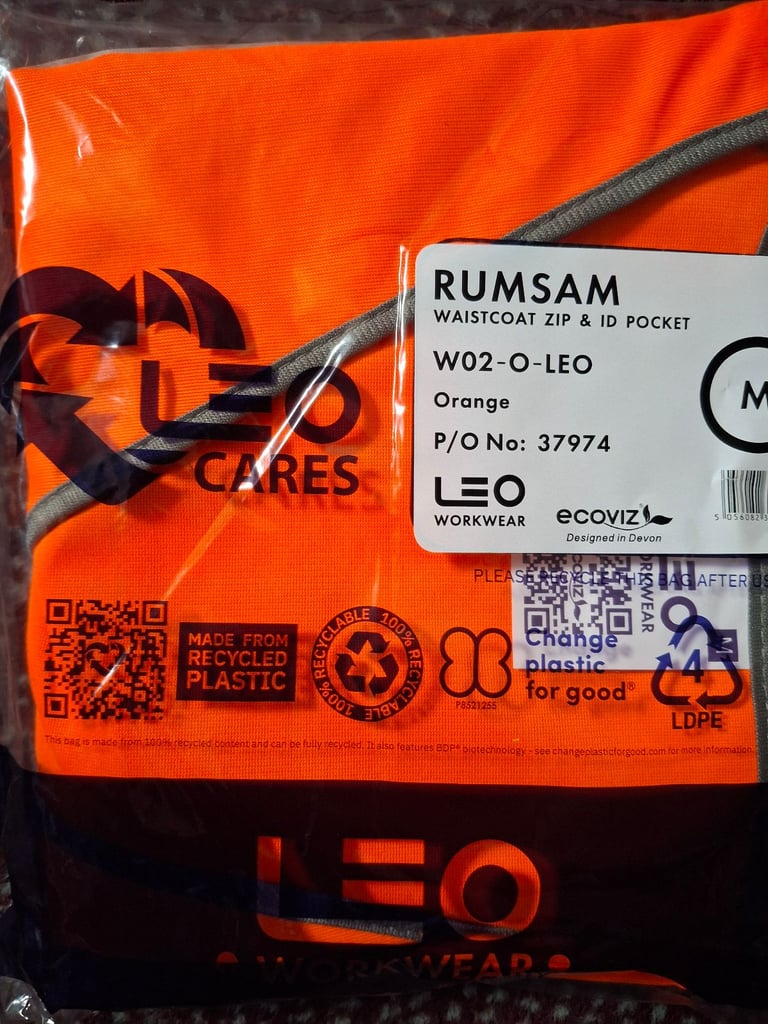 RUMSAM
WAISTCOAT ZIP & ID POCKET
W02-O-LEO
Orange
P/O No: 37974
M
LEO
WORKWEAR
ecoviz
Designed in Devon
LEO
CARES
PLEASE RECYCLE THIS BAG AFTER
MADE FROM
RECYCLED
PLASTIC
100% RECYCLABLE 100% RECYCLABLE
P8521255
Change
plastic
for good®
4
LDPE
M
This bag is made from 100% recycled content and can be fully recycled. It also features BDP® biotechnology - see changeplasticforgood.com for more information.
LEO
WORKWEAR